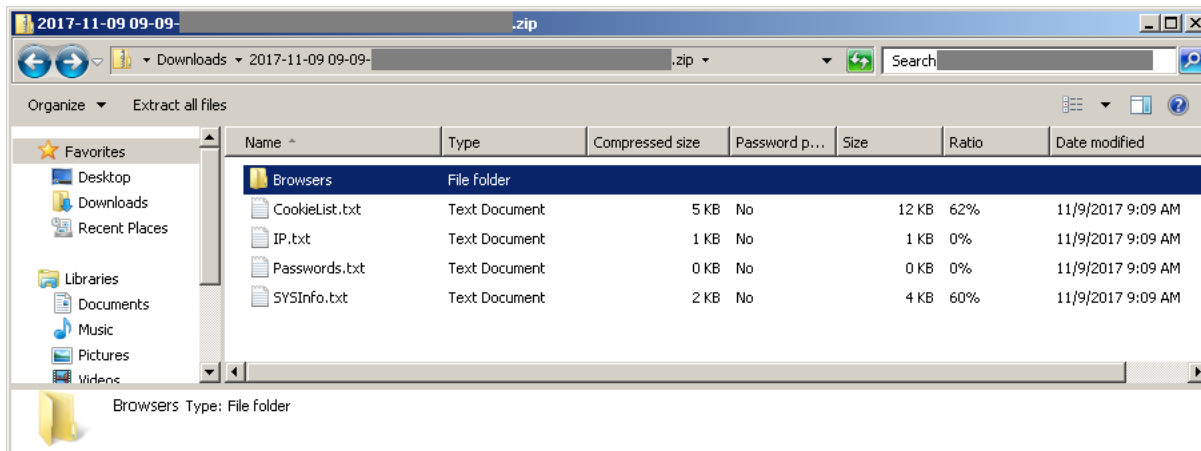 2017-11-09 09-09- .zip
Downloads 2017-11-09 09-09- .zip Search
Organize Extract all files
Name Type Compressed size Password p... Size Ratio Date modified
Favorites
Desktop
Downloads
Recent Places
Libraries
Documents
Music
Pictures
Videos
Browsers File folder
CookieList.txt Text Document 5 KB No 12 KB 62% 11/9/2017 9:09 AM
IP.txt Text Document 1 KB No 1 KB 0% 11/9/2017 9:09 AM
Passwords.txt Text Document 0 KB No 0 KB 0% 11/9/2017 9:09 AM
SYSInfo.txt Text Document 2 KB No 4 KB 60% 11/9/2017 9:09 AM
Browsers Type: File folder